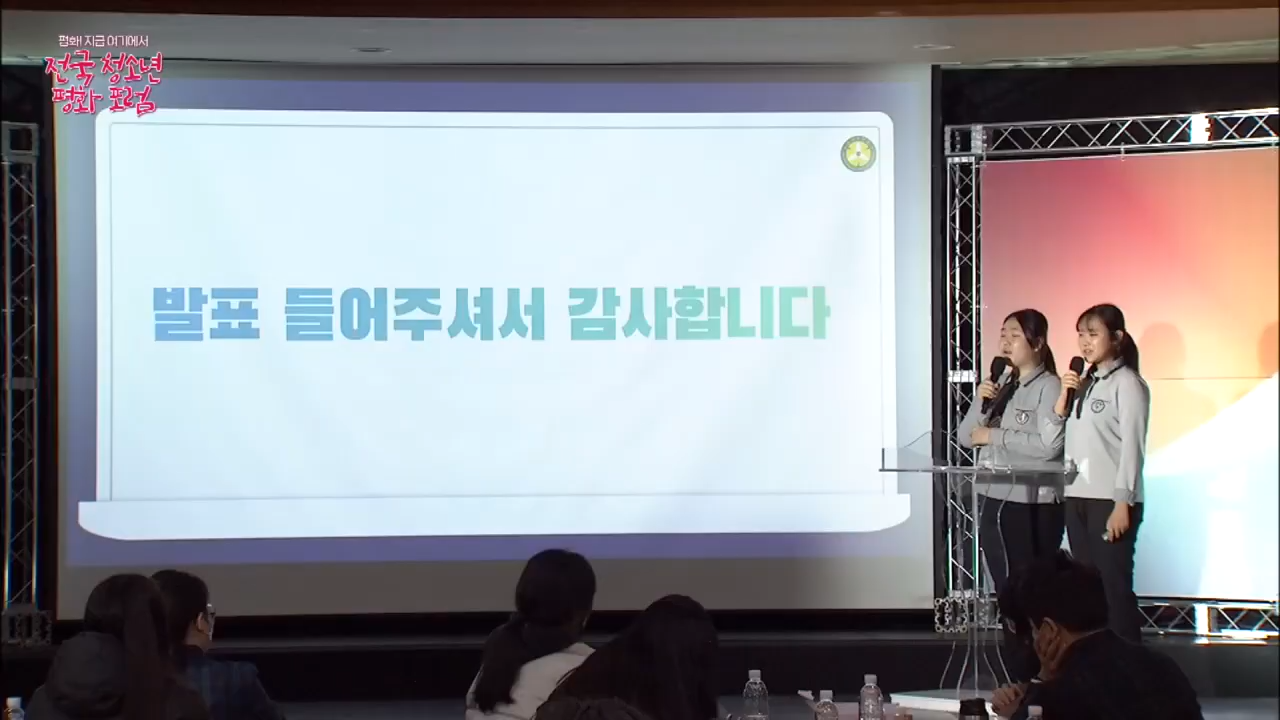 평화! 지금 여기에서
전국 청소년
평화 포럼
발표 들어주셔서 감사합니다